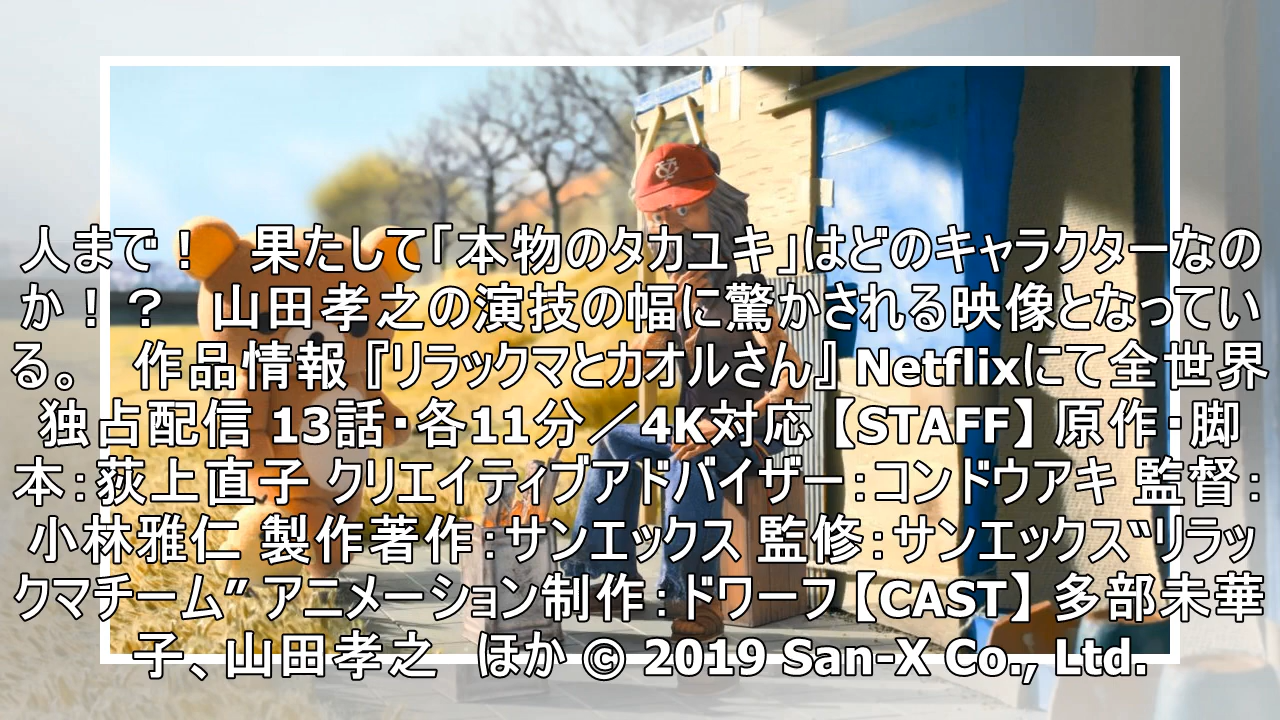 人まで！　果たして「本物のタカユキ」はどのキャラクターなの
か！？　山田孝之の演技の幅に驚かされる映像となってい
る。　作品情報『リラックマとカオルさん』 Netflixにて全世界
独占配信 13話・各11分／4K対応【STAFF】 原作・脚
本：荻上直子 クリエイティブアドバイザー：コンドウアキ 監督：
小林雅仁 製作著作：サンエックス 監修：サンエックス“リラッ
クマチーム” アニメーション制作：ドワーフ【CAST】 多部未華
子、山田孝之　ほか © 2019 San-X Co., Ltd.